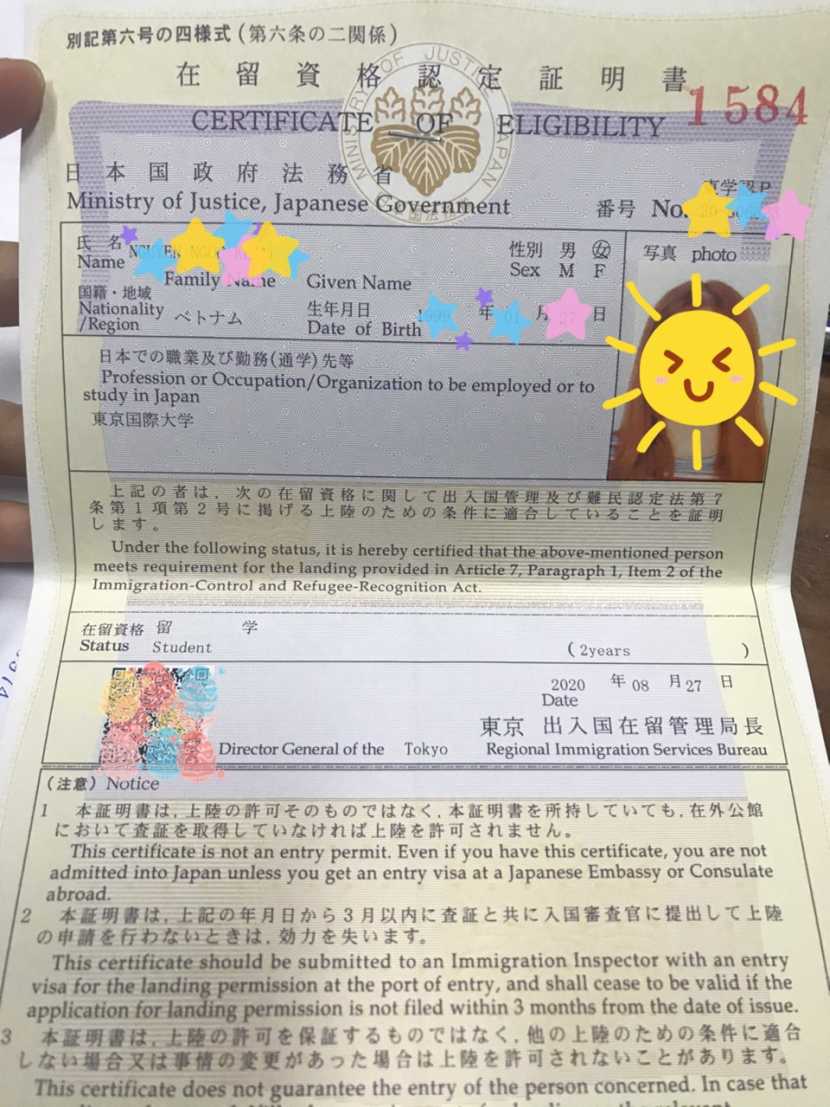 別記第六号の四様式(第六条の二関係)
在留資格認定証明書
1584
CERTIFICATE OF ELIGIBILITY
MINISTRY OF JUSTICE, JAPAN
日本国政府法務省
Ministry of Justice, Japanese Government
番号 No.
氏名
Name
Family Name Given Name
性別 男 女
Sex M F
写真 photo
国籍・地域
Nationality
/Region ベトナム
生年月日 年 月 日
Date of Birth
日本での職業及び勤務(通学)先等
Profession or Occupation/Organization to be employed or to
study in Japan
東京国際大学
上記の者は、次の在留資格に関して出入国管理及び難民認定法第7
条第1項第2号に掲げる上陸のための条件に適合していることを証明
します。
Under the following status, it is hereby certified that the above-mentioned person
meets requirement for the landing provided in Article 7, Paragraph 1, Item 2 of the
Immigration-Control and Refugee-Recognition Act.
在留資格 留 学
Status Student (2years )
2020 年 08 月 27 日
Date
東京 出入国在留管理局長
Director General of the Tokyo Regional Immigration Services Bureau
(注意) Notice
1 本証明書は、上陸の許可そのものではなく、本証明書を所持していても、在外公館
において査証を取得していなければ上陸を許可されません。
This certificate is not an entry permit. Even if you have this certificate, you are not
admitted into Japan unless you get an entry visa at a Japanese Embassy or Consulate
abroad.
2 本証明書は、上記の年月日から3月以内に査証と共に入国審査官に提出して上陸
の申請を行わないときは、効力を失います。
This certificate should be submitted to an Immigration Inspector with an entry
visa for the landing permission at the port of entry, and shall cease to be valid if the
application for landing permission is not filed within 3 months from the date of issue.
3 本証明書は、上陸の許可を保証するものではなく、他の上陸のための条件に適合
しない場合又は事情の変更があった場合は上陸を許可されないことがあります。
This certificate does not guarantee the entry of the person concerned. In case that